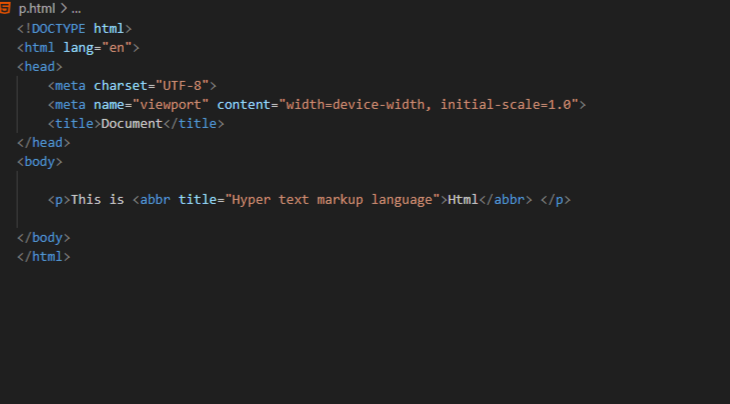 p.html > ...
<!DOCTYPE html>
<html lang="en">
<head>
    <meta charset="UTF-8">
    <meta name="viewport" content="width=device-width, initial-scale=1.0">
    <title>Document</title>
</head>
<body>
    <p>This is <abbr title="Hyper text markup language">Html</abbr> </p>
</body>
</html>